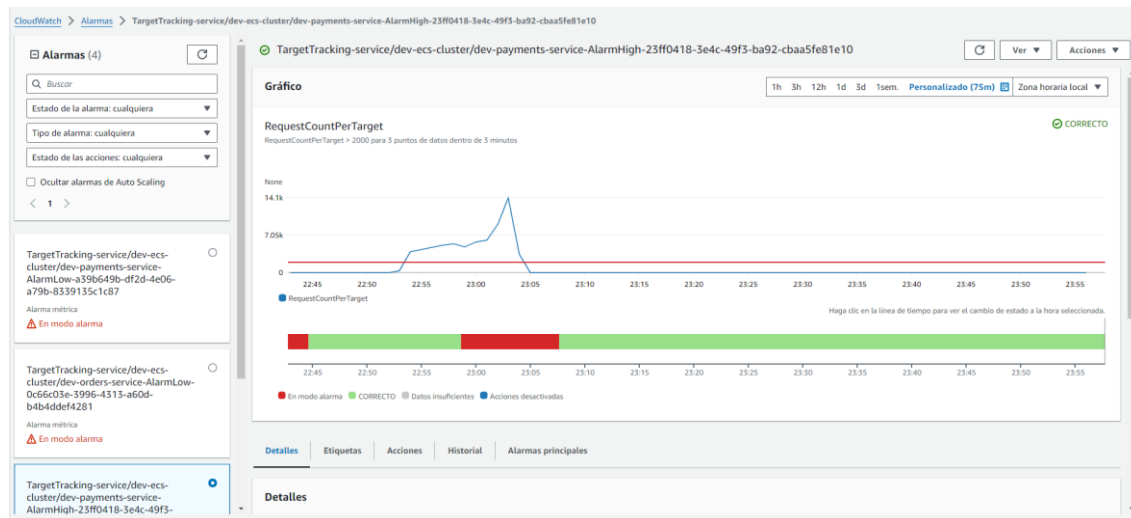 CloudWatch > Alarmas > TargetTracking-service/dev-ecs-cluster/dev-payments-service-AlarmHigh-23ff0418-3e4c-49f3-ba92-cbaa5fe81e10
Alarmas (4)
Buscar
Estado de la alarma: cualquiera
Tipo de alarma: cualquiera
Estado de las acciones: cualquiera
Ocultar alarmas de Auto Scaling
< 1 >
TargetTracking-service/dev-ecs-
cluster/dev-payments-service-
AlarmLow-a39b649b-df2d-4e06-
a79b-8339135c1c87
Alarma métrica
En modo alarma
TargetTracking-service/dev-ecs-
cluster/dev-orders-service-AlarmLow-
0c66c03e-3996-4313-a60d-
b4b4ddef4281
Alarma métrica
En modo alarma
TargetTracking-service/dev-ecs-
cluster/dev-payments-service-
AlarmHigh-23ff0418-3e4c-49f3-
TargetTracking-service/dev-ecs-cluster/dev-payments-service-AlarmHigh-23ff0418-3e4c-49f3-ba92-cbaa5fe81e10
Ver Acciones
Gráfico
1h 3h 12h 1d 3d 1sem. Personalizado (75m) Zona horaria local
RequestCountPerTarget
CORRECTO
RequestCountPerTarget > 2000 para 3 puntos de datos dentro de 3 minutos
None
14.1k
7.05k
0
22:45 22:50 22:55 23:00 23:05 23:10 23:15 23:20 23:25 23:30 23:35 23:40 23:45 23:50 23:55
RequestCountPerTarget
Haga clic en la línea de tiempo para ver el cambio de estado a la hora seleccionada.
22:45 22:50 22:55 23:00 23:05 23:10 23:15 23:20 23:25 23:30 23:35 23:40 23:45 23:50 23:55
En modo alarma CORRECTO Datos insuficientes Acciones desactivadas
Detalles Etiquetas Acciones Historial Alarmas principales
Detalles